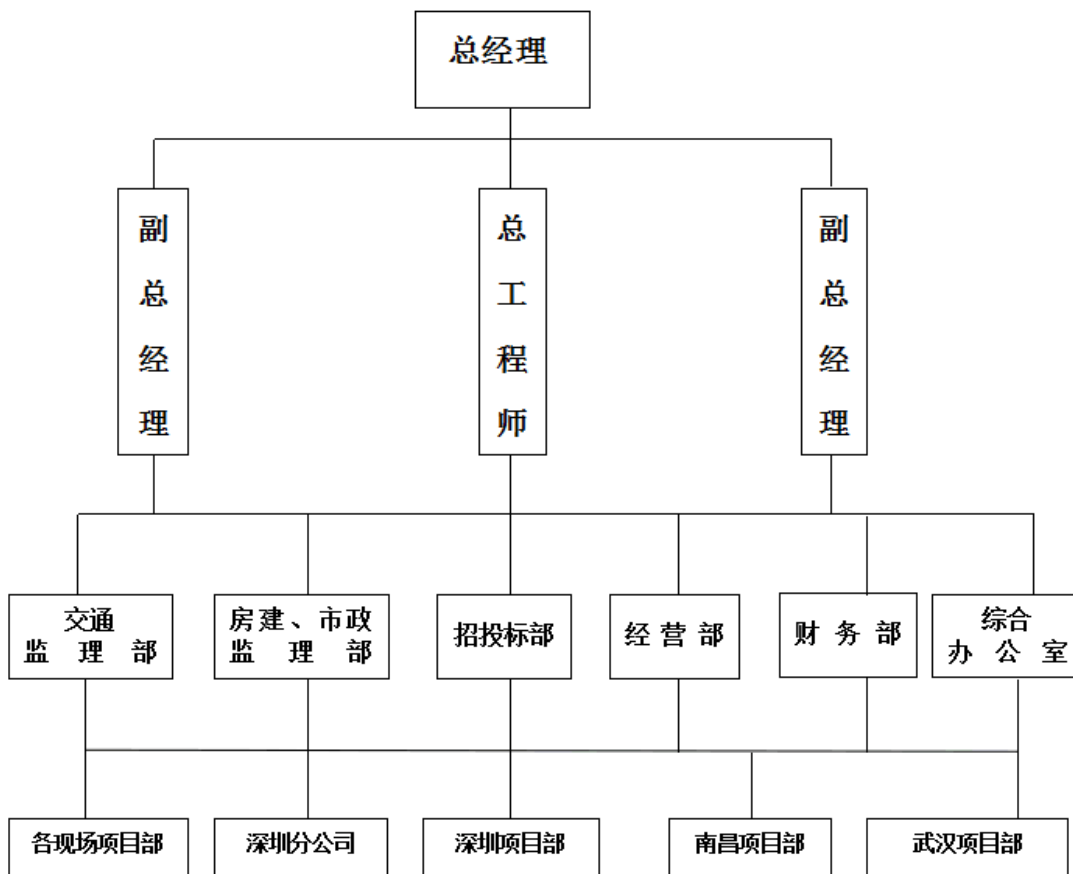 总经理
副总经理
总工程师
副总经理
交通
监理部
房建、市政
监理部
招投标部
经营部
财务部
综合
办公室
各现场项目部
深圳分公司
深圳项目部
南昌项目部
武汉项目部